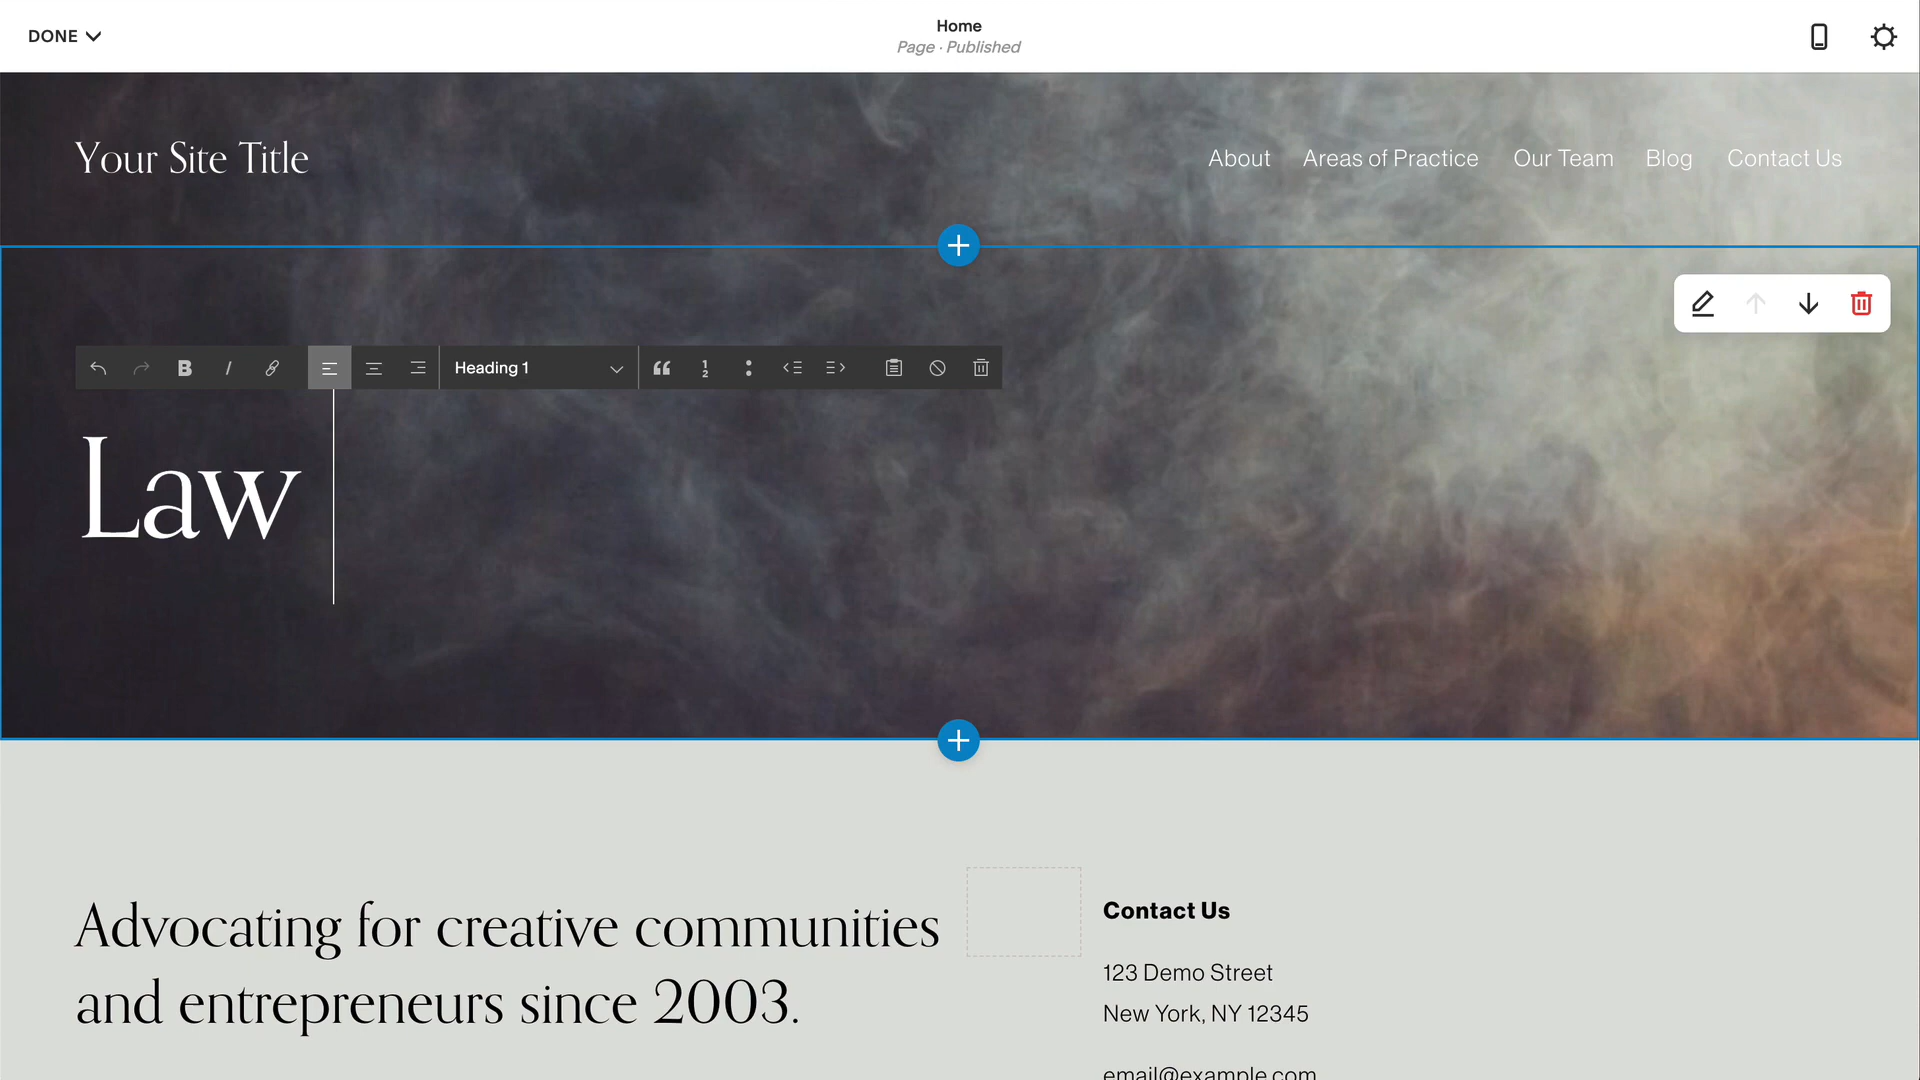 DONE
Home
Page · Published
Your Site Title
About Areas of Practice Our Team Blog Contact Us
B I Heading 1
Law
Advocating for creative communities
and entrepreneurs since 2003.
Contact Us
123 Demo Street
New York, NY 12345
email@example.com